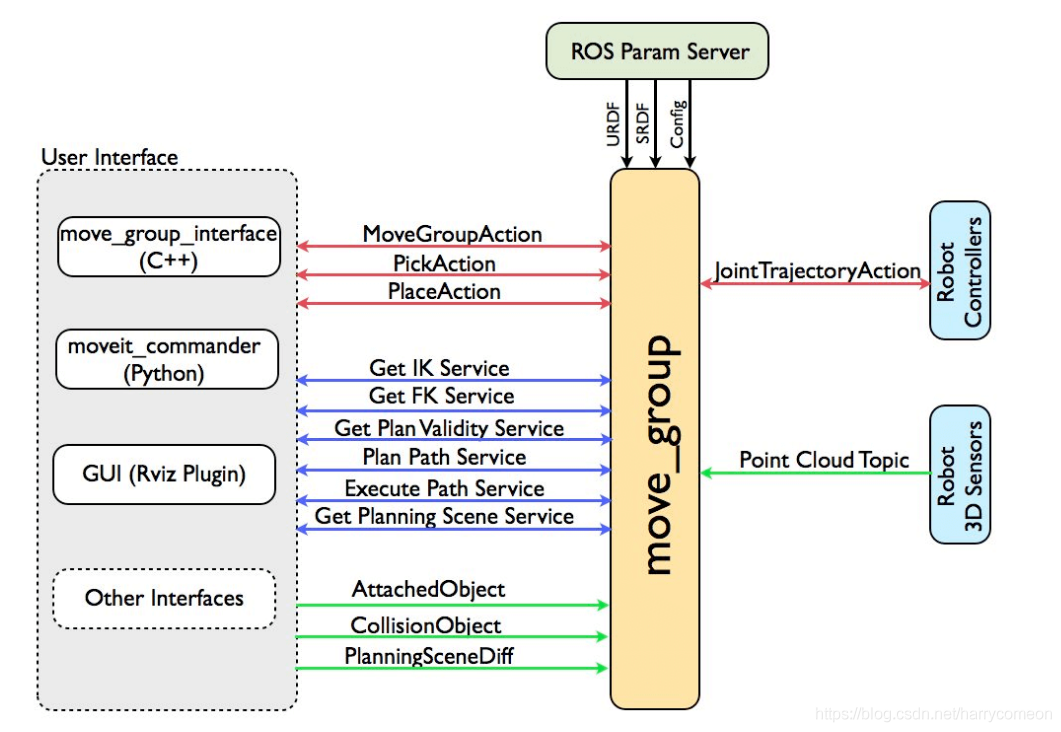 ROS Param Server
URDF
SRDF
Config
User Interface
move_group_interface
(C++)
moveit_commander
(Python)
GUI (Rviz Plugin)
Other Interfaces
MoveGroupAction
PickAction
PlaceAction
Get IK Service
Get FK Service
Get Plan Validity Service
Plan Path Service
Execute Path Service
Get Planning Scene Service
AttachedObject
CollisionObject
PlanningSceneDiff
move_group
JointTrajectoryAction
Robot
Controllers
Point Cloud Topic
Robot
3D Sensors
https://blog.csdn.net/harrycomeon